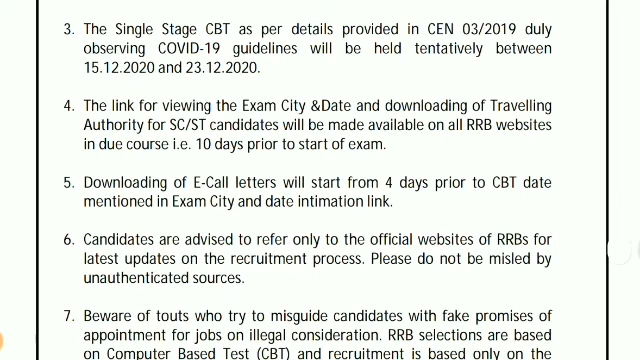 3. The Single Stage CBT as per details provided in CEN 03/2019 duly
observing COVID-19 guidelines will be held tentatively between
15.12.2020 and 23.12.2020.
4. The link for viewing the Exam City &Date and downloading of Travelling
Authority for SC/ST candidates will be made available on all RRB websites
in due course i.e. 10 days prior to start of exam.
5. Downloading of E-Call letters will start from 4 days prior to CBT date
mentioned in Exam City and date intimation link.
6. Candidates are advised to refer only to the official websites of RRBs for
latest updates on the recruitment process. Please do not be misled by
unauthenticated sources.
7. Beware of touts who try to misguide candidates with fake promises of
appointment for jobs on illegal consideration. RRB selections are based
on Computer Based Test (CBT) and recruitment is based only on the